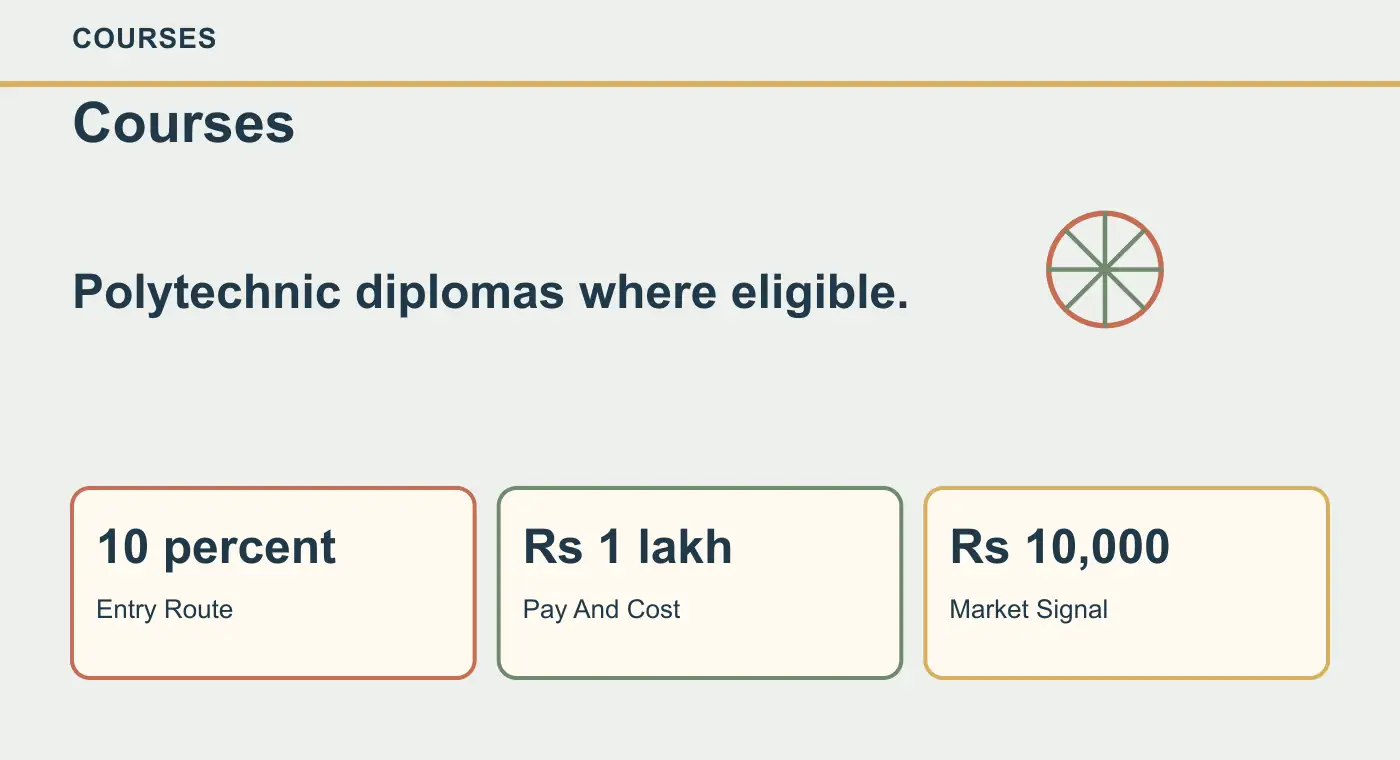 COURSES
Courses
Polytechnic diplomas where eligible.
10 percent
Entry Route
Rs 1 lakh
Pay And Cost
Rs 10,000
Market Signal